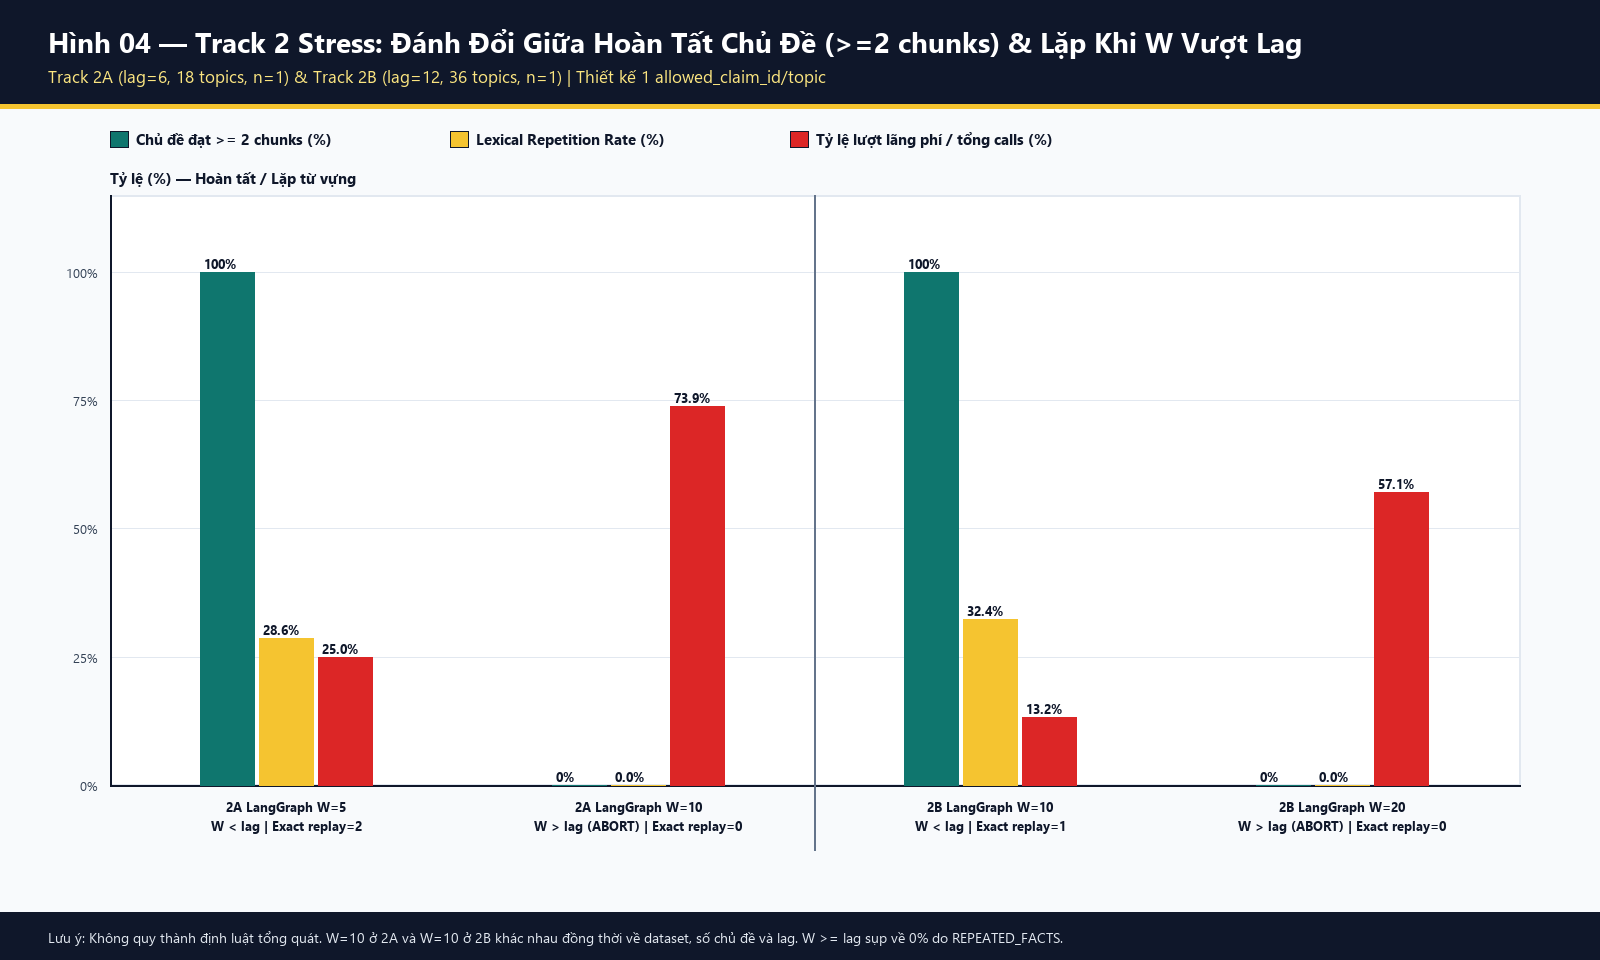 Hình 04 — Track 2 Stress: Đánh Đổi Giữa Hoàn Tất Chủ Đề (>=2 chunks) & Lặp Khi W Vượt Lag
Track 2A (lag=6, 18 topics, n=1) & Track 2B (lag=12, 36 topics, n=1) | Thiết kế 1 allowed_claim_id/topic
Chủ đề đạt >= 2 chunks (%)
Lexical Repetition Rate (%)
Tỷ lệ lượt lãng phí / tổng calls (%)
Tỷ lệ (%) — Hoàn tất / Lặp từ vựng
100%
75%
50%
25%
0%
100%
28.6%
25.0%
0%
0.0%
73.9%
100%
32.4%
13.2%
0%
0.0%
57.1%
2A LangGraph W=5
W < lag | Exact replay=2
2A LangGraph W=10
W > lag (ABORT) | Exact replay=0
2B LangGraph W=10
W < lag | Exact replay=1
2B LangGraph W=20
W > lag (ABORT) | Exact replay=0
Lưu ý: Không quy thành định luật tổng quát. W=10 ở 2A và W=10 ở 2B khác nhau đồng thời về dataset, số chủ đề và lag. W >= lag sụp về 0% do REPEATED_FACTS.